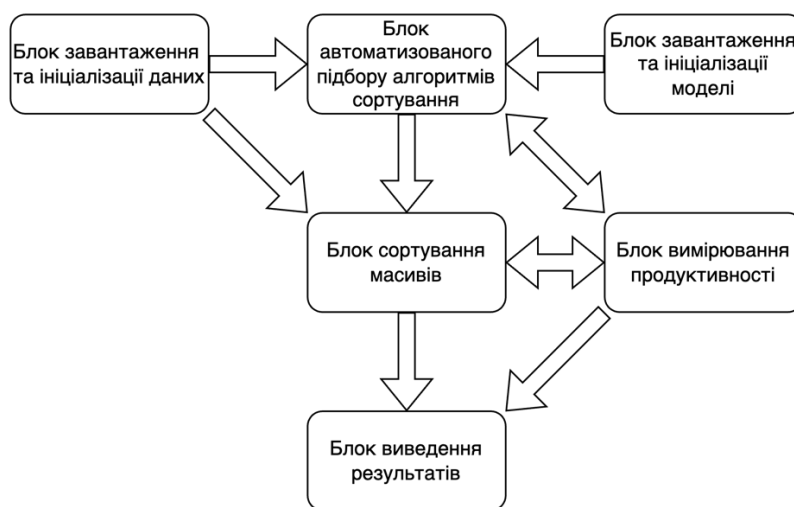 Блок завантаження
та ініціалізації даних
Блок
автоматизованого
підбору алгоритмів
сортування
Блок завантаження
та ініціалізації
моделі
Блок сортування
масивів
Блок вимірювання
продуктивності
Блок виведення
результатів